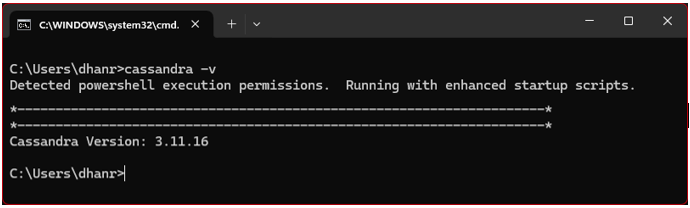 C:\WINDOWS\system32\cmd.
C:\Users\dhanr>cassandra -v
Detected powershell execution permissions.  Running with enhanced startup scripts.
*---------------------------------------------------------------------*
*---------------------------------------------------------------------*
Cassandra Version: 3.11.16
C:\Users\dhanr>